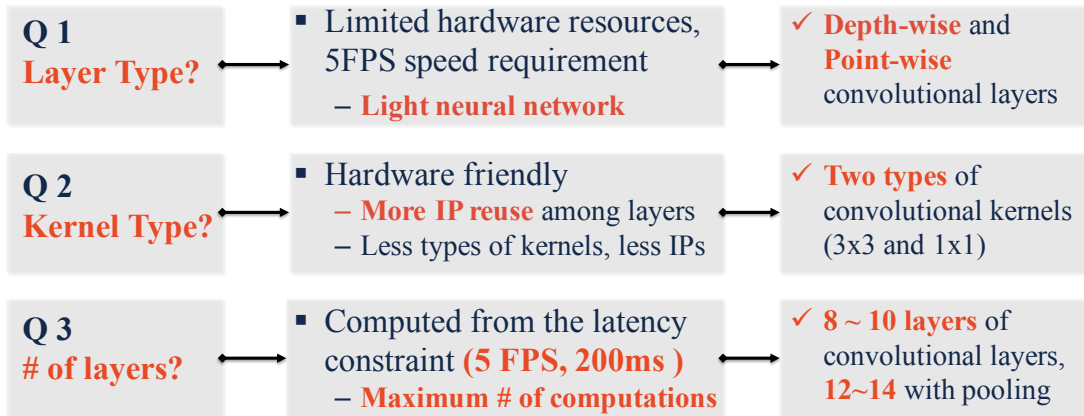 Q 1
Layer Type?
▪ Limited hardware resources,
5FPS speed requirement
– Light neural network
✓ Depth-wise and
Point-wise
convolutional layers
Q 2
Kernel Type?
▪ Hardware friendly
– More IP reuse among layers
– Less types of kernels, less IPs
✓ Two types of
convolutional kernels
(3x3 and 1x1)
Q 3
# of layers?
▪ Computed from the latency
constraint (5 FPS, 200ms )
– Maximum # of computations
✓ 8 ~ 10 layers of
convolutional layers,
12~14 with pooling